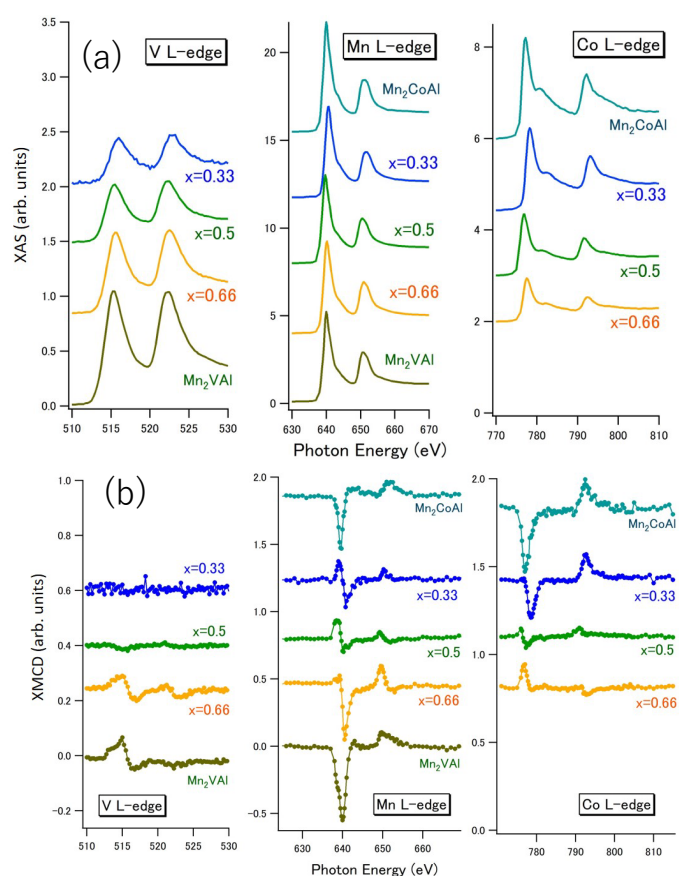 (a)
V L-edge
Mn L-edge
Co L-edge
3.5
3.0
2.5
2.0
1.5
1.0
0.5
0.0
XAS (arb. units)
x=0.33
x=0.5
x=0.66
Mn₂VAl
510 515 520 525 530
20
15
10
5
0
Mn₂CoAl
x=0.33
x=0.5
x=0.66
Mn₂VAl
630 640 650 660 670
Photon Energy (eV)
8
6
4
2
0
Mn₂CoAl
x=0.33
x=0.5
x=0.66
770 780 790 800 810
(b)
1.0
0.8
0.6
0.4
0.2
0.0
-0.2
XMCD (arb. units)
x=0.33
x=0.5
x=0.66
Mn₂VAl
V L-edge
510 515 520 525 530
2.0
1.5
1.0
0.5
0.0
-0.5
Mn₂CoAl
x=0.33
x=0.5
x=0.66
Mn₂VAl
Mn L-edge
630 640 650 660
Photon Energy (eV)
2.0
1.5
1.0
0.5
0.0
Mn₂CoAl
x=0.33
x=0.5
x=0.66
Co L-edge
780 790 800 810